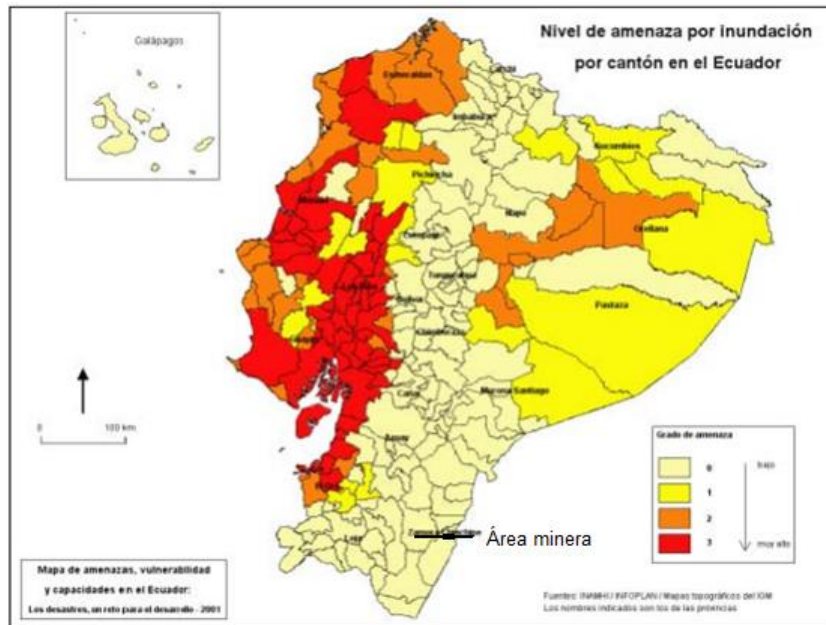 Nivel de amenaza por inundación
por cantón en el Ecuador
Galápagos
Esmeraldas
Carchi
Imbabura
Sucumbios
Pichincha
Manabí
Napo
Orellana
Cotopaxi
Tungurahua
Los Ríos
Bolívar
Pastaza
Chimborazo
Guayas
Morona Santiago
Cañar
Azuay
El Oro
Loja
Zamora Chinchipe
Área minera
0 100 km
Grado de amenaza
0 bajo
1
2
3 muy alto
Mapa de amenazas, vulnerabilidad
y capacidades en el Ecuador:
Los desastres, un reto para el desarrollo - 2001
Fuentes: INAMHI / INFOPLAN / Mapas topográficos del IGM
Los nombres indicados son los de las provincias